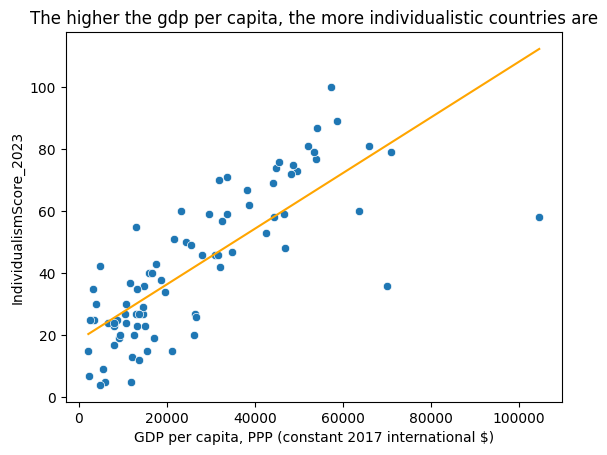 The higher the gdp per capita, the more individualistic countries are
100
80
60
40
20
0
IndividualismScore_2023
0 20000 40000 60000 80000 100000
GDP per capita, PPP (constant 2017 international $)